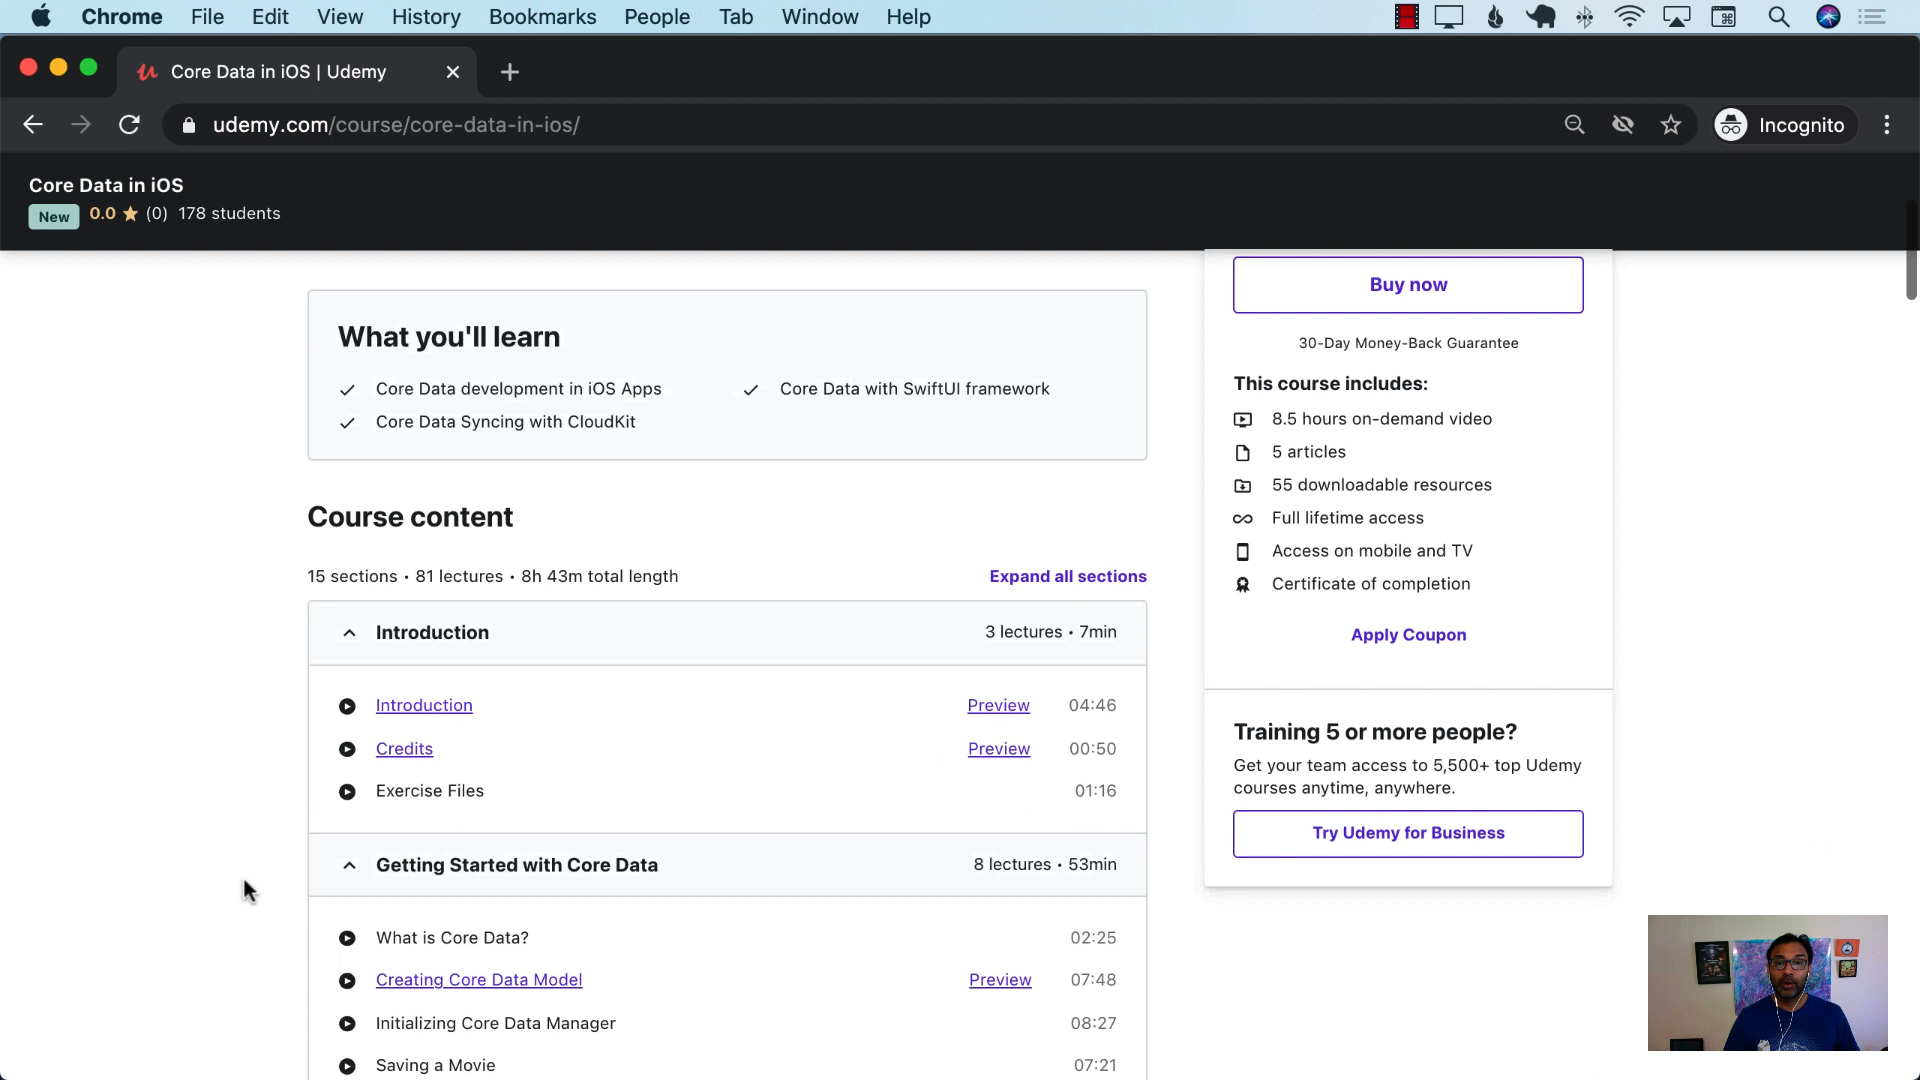 Chrome File Edit View History Bookmarks People Tab Window Help
Core Data in iOS | Udemy
udemy.com/course/core-data-in-ios/
Incognito
Core Data in iOS
New 0.0 (0) 178 students
What you'll learn
Core Data development in iOS Apps
Core Data with SwiftUI framework
Core Data Syncing with CloudKit
Course content
15 sections • 81 lectures • 8h 43m total length
Expand all sections
Introduction
3 lectures • 7min
Introduction Preview 04:46
Credits Preview 00:50
Exercise Files 01:16
Getting Started with Core Data
8 lectures • 53min
What is Core Data? 02:25
Creating Core Data Model Preview 07:48
Initializing Core Data Manager 08:27
Saving a Movie 07:21
Buy now
30-Day Money-Back Guarantee
This course includes:
8.5 hours on-demand video
5 articles
55 downloadable resources
Full lifetime access
Access on mobile and TV
Certificate of completion
Apply Coupon
Training 5 or more people?
Get your team access to 5,500+ top Udemy
courses anytime, anywhere.
Try Udemy for Business